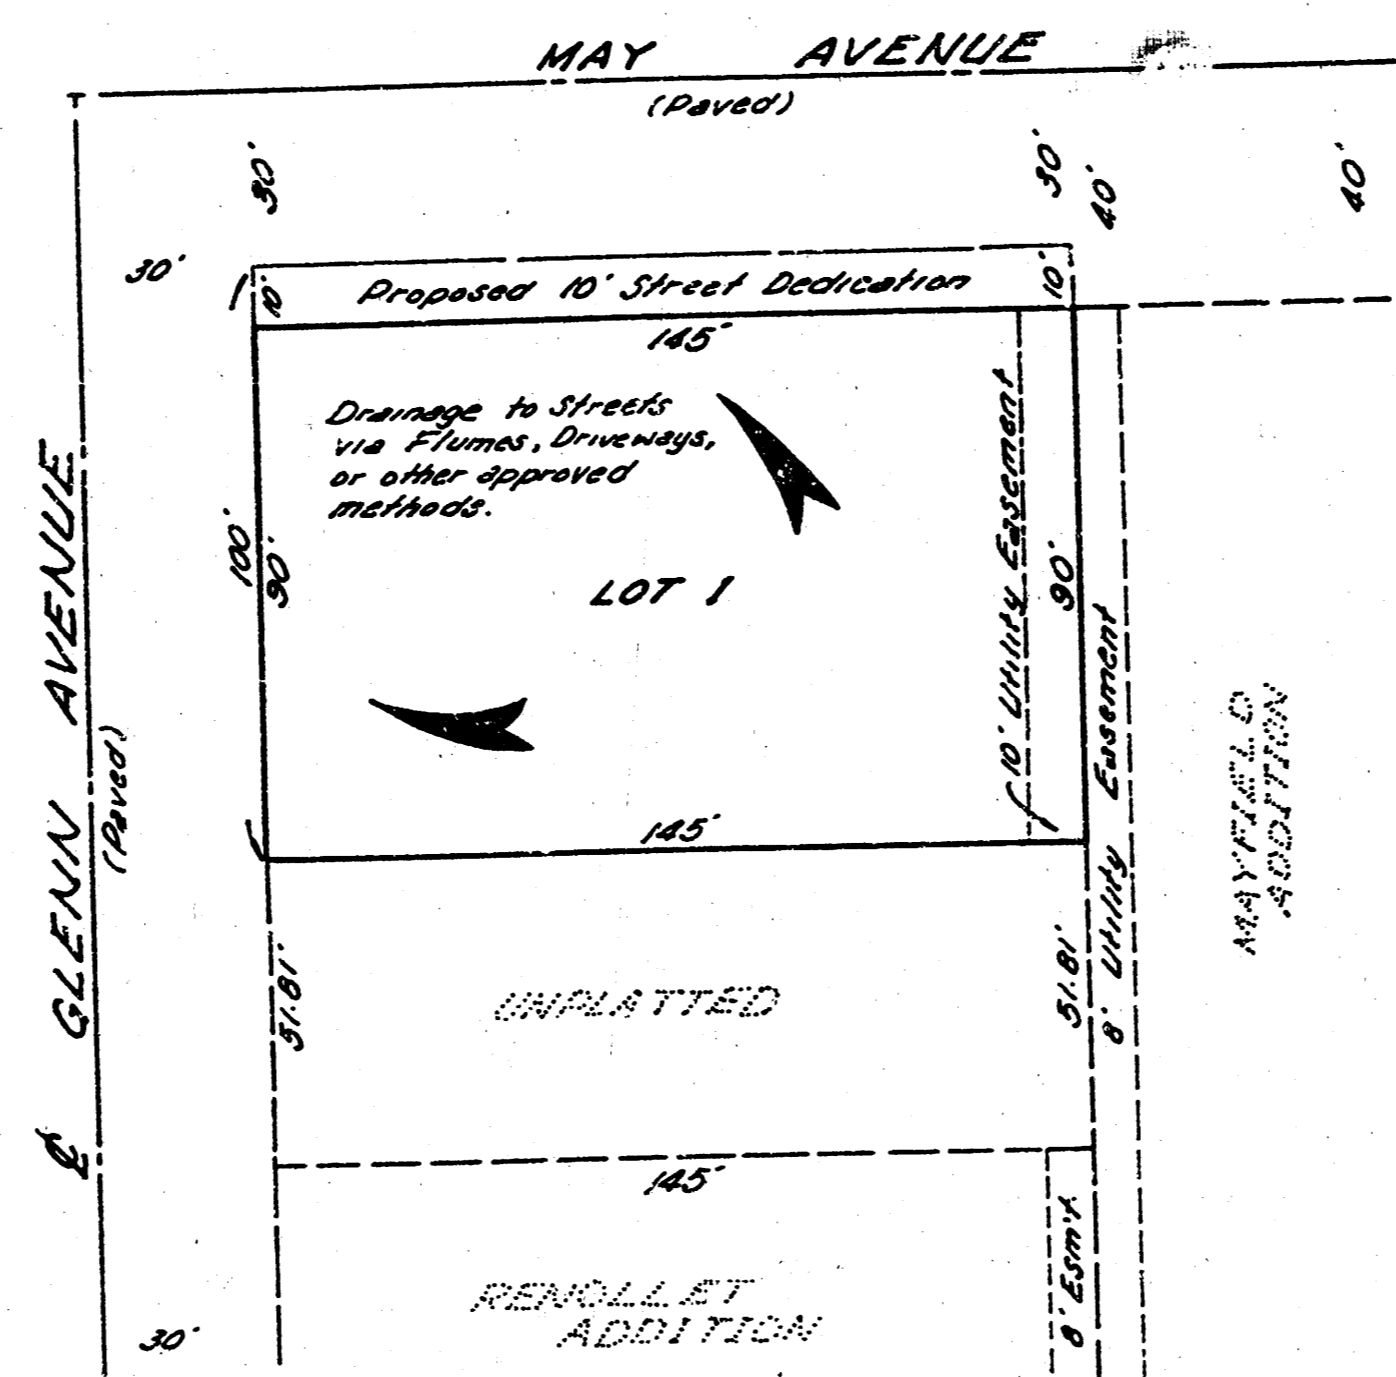 MAY AVENUE
(Paved)
30'
30'
40'
40'
30'
10'
Proposed 10' Street Dedication
10'
145'
Drainage to Streets
via Flumes, Driveways,
or other approved
methods.
100'
90'
LOT 1
10' Utility Easement
90'
145'
8' Utility Easement
MAYFIELD
ADDITION
℄ GLENN AVENUE
(Paved)
51.81'
UNPLATTED
51.81'
145'
RENOLLET
ADDITION
8' Esm't.
30'